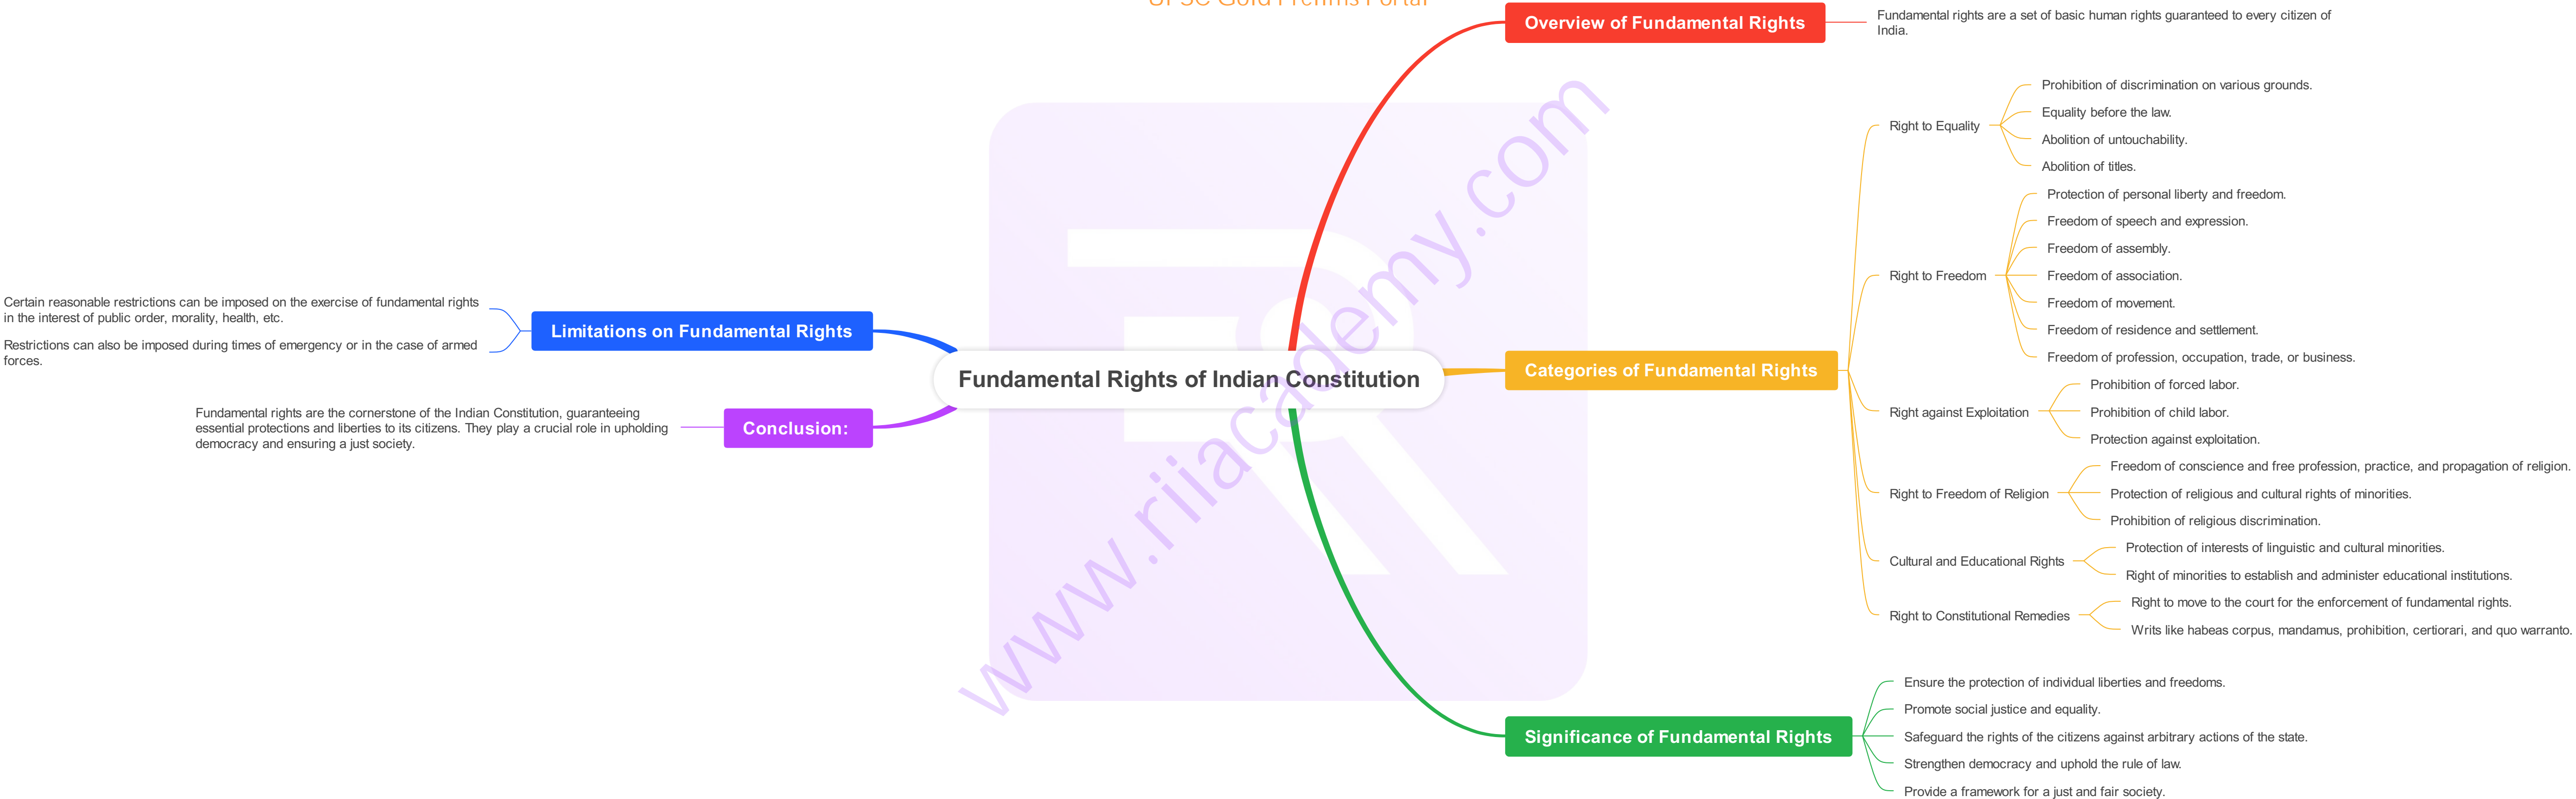 UPSC Gold Prelims Portal
Overview of Fundamental Rights
Fundamental rights are a set of basic human rights guaranteed to every citizen of
India.
Categories of Fundamental Rights
Right to Equality
Prohibition of discrimination on various grounds.
Equality before the law.
Abolition of untouchability.
Abolition of titles.
Right to Freedom
Protection of personal liberty and freedom.
Freedom of speech and expression.
Freedom of assembly.
Freedom of association.
Freedom of movement.
Freedom of residence and settlement.
Freedom of profession, occupation, trade, or business.
Right against Exploitation
Prohibition of forced labor.
Prohibition of child labor.
Protection against exploitation.
Right to Freedom of Religion
Freedom of conscience and free profession, practice, and propagation of religion.
Protection of religious and cultural rights of minorities.
Prohibition of religious discrimination.
Cultural and Educational Rights
Protection of interests of linguistic and cultural minorities.
Right of minorities to establish and administer educational institutions.
Right to Constitutional Remedies
Right to move to the court for the enforcement of fundamental rights.
Writs like habeas corpus, mandamus, prohibition, certiorari, and quo warranto.
Significance of Fundamental Rights
Ensure the protection of individual liberties and freedoms.
Promote social justice and equality.
Safeguard the rights of the citizens against arbitrary actions of the state.
Strengthen democracy and uphold the rule of law.
Provide a framework for a just and fair society.
Fundamental Rights of Indian Constitution
Limitations on Fundamental Rights
Certain reasonable restrictions can be imposed on the exercise of fundamental rights
in the interest of public order, morality, health, etc.
Restrictions can also be imposed during times of emergency or in the case of armed
forces.
Conclusion:
Fundamental rights are the cornerstone of the Indian Constitution, guaranteeing
essential protections and liberties to its citizens. They play a crucial role in upholding
democracy and ensuring a just society.